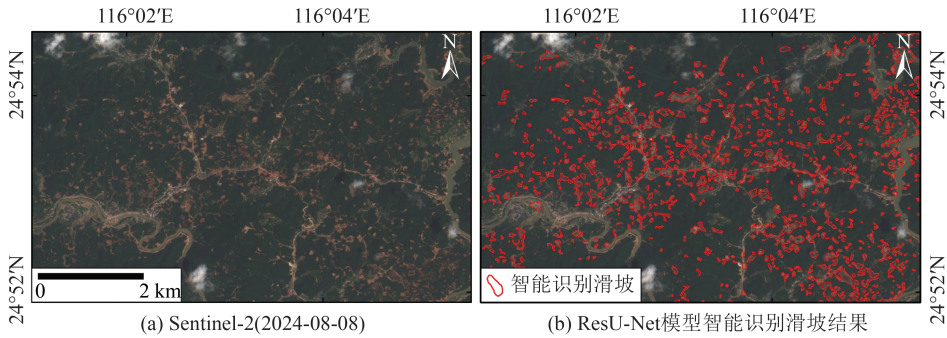 116°02′E 116°04′E 116°02′E 116°04′E
N N
24°54′N 24°54′N
24°52′N 24°52′N
0 2 km
智能识别滑坡
(a) Sentinel-2(2024-08-08) (b) ResU-Net模型智能识别滑坡结果